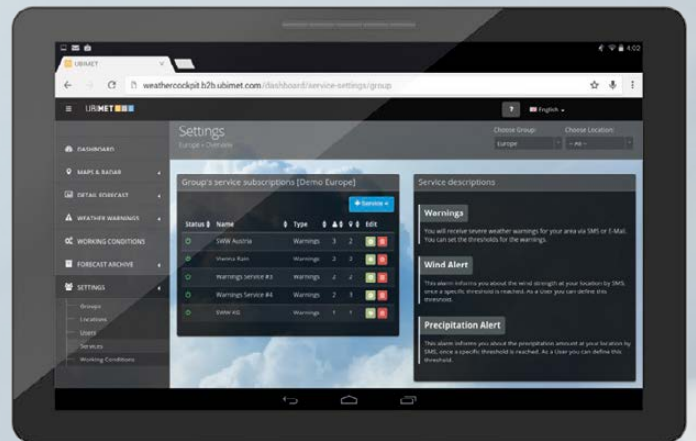 4:02
UBIMET
weathercockpit.b2b.ubimet.com/dashboard/service-settings/group
UBIMET
?
English
Settings
Europe » Overview
Choose Group:
Choose Location:
Europe
-- All --
DASHBOARD
MAPS & RADAR
DETAIL FORECAST
WEATHER WARNINGS
WORKING CONDITIONS
FORECAST ARCHIVE
SETTINGS
Groups
Locations
Users
Services
Working Conditions
Group's service subscriptions [Demo Europe]
Service
Status Name Type Edit
SWW Austria Warnings 3 2
Vienna Rain Warnings 2 3
Warnings Service #3 Warnings 2 2
Warnings Service #4 Warnings 2 3
SWW KG Warnings 1 1
Service descriptions
Warnings
You will receive severe weather warnings for your area via SMS or E-Mail.
You can set the thresholds for the warnings.
Wind Alert
This alarm informs you about the wind strength at your location by SMS,
once a specific threshold is reached. As a User you can define this
threshold.
Precipitation Alert
This alarm informs you about the precipitation amount at your location by
SMS, once a specific threshold is reached. As a User you can define this
threshold.